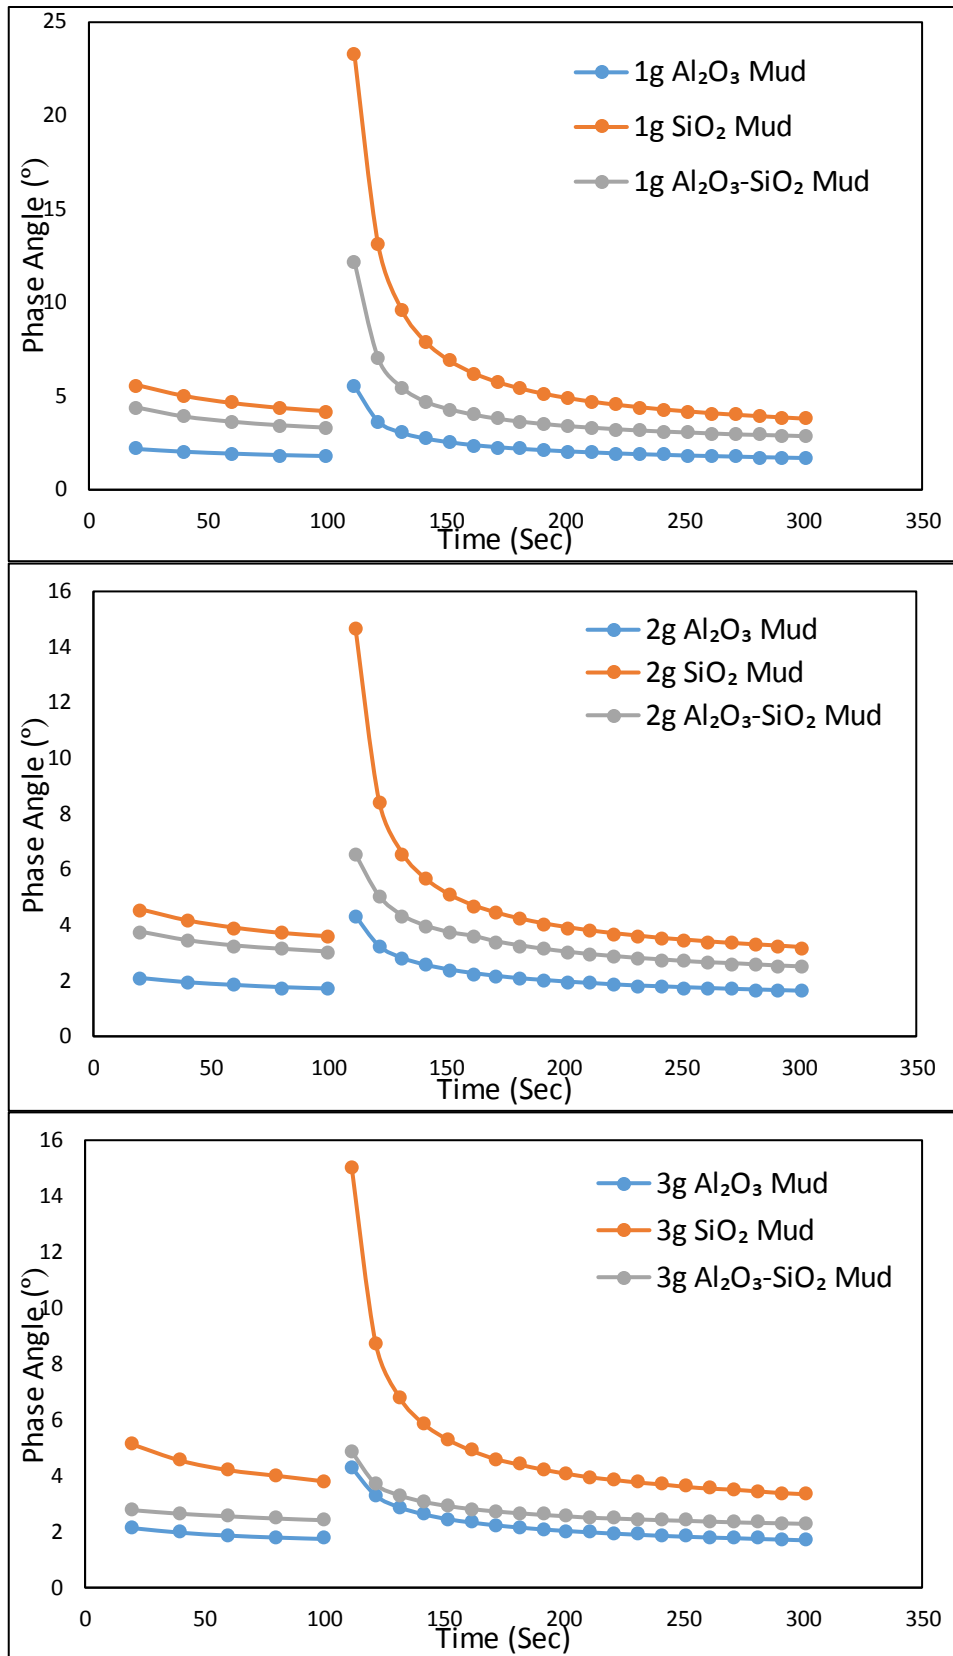 25
20
15
10
5
0
Phase Angle (º)
1g Al₂O₃ Mud
1g SiO₂ Mud
1g Al₂O₃-SiO₂ Mud
0 50 100 150 200 250 300 350
Time (Sec)
16
14
12
10
8
6
4
2
0
Phase Angle (º)
2g Al₂O₃ Mud
2g SiO₂ Mud
2g Al₂O₃-SiO₂ Mud
0 50 100 150 200 250 300 350
Time (Sec)
16
14
12
10
8
6
4
2
0
Phase Angle (º)
3g Al₂O₃ Mud
3g SiO₂ Mud
3g Al₂O₃-SiO₂ Mud
0 50 100 150 200 250 300 350
Time (Sec)